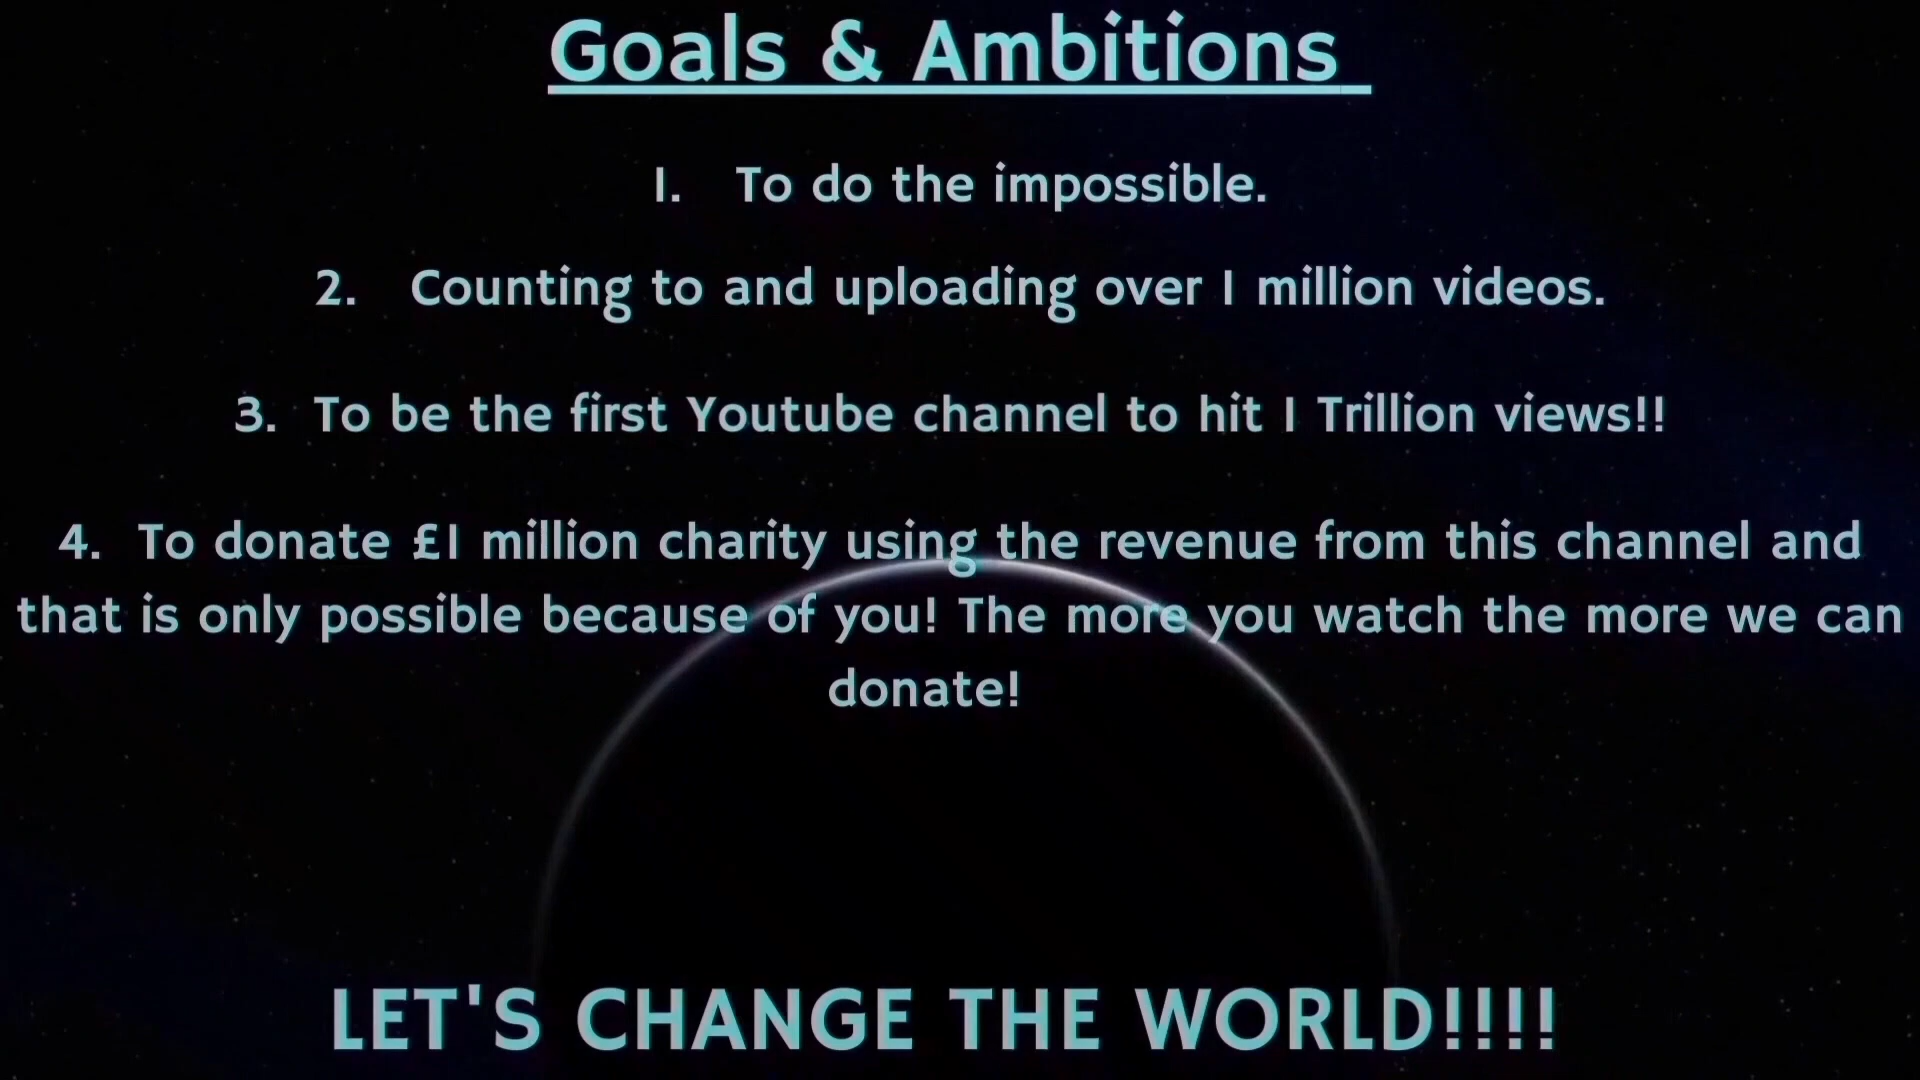 Goals & Ambitions
1. To do the impossible.
2. Counting to and uploading over 1 million videos.
3. To be the first Youtube channel to hit 1 Trillion views!!
4. To donate £1 million charity using the revenue from this channel and
that is only possible because of you! The more you watch the more we can
donate!
LET'S CHANGE THE WORLD!!!!